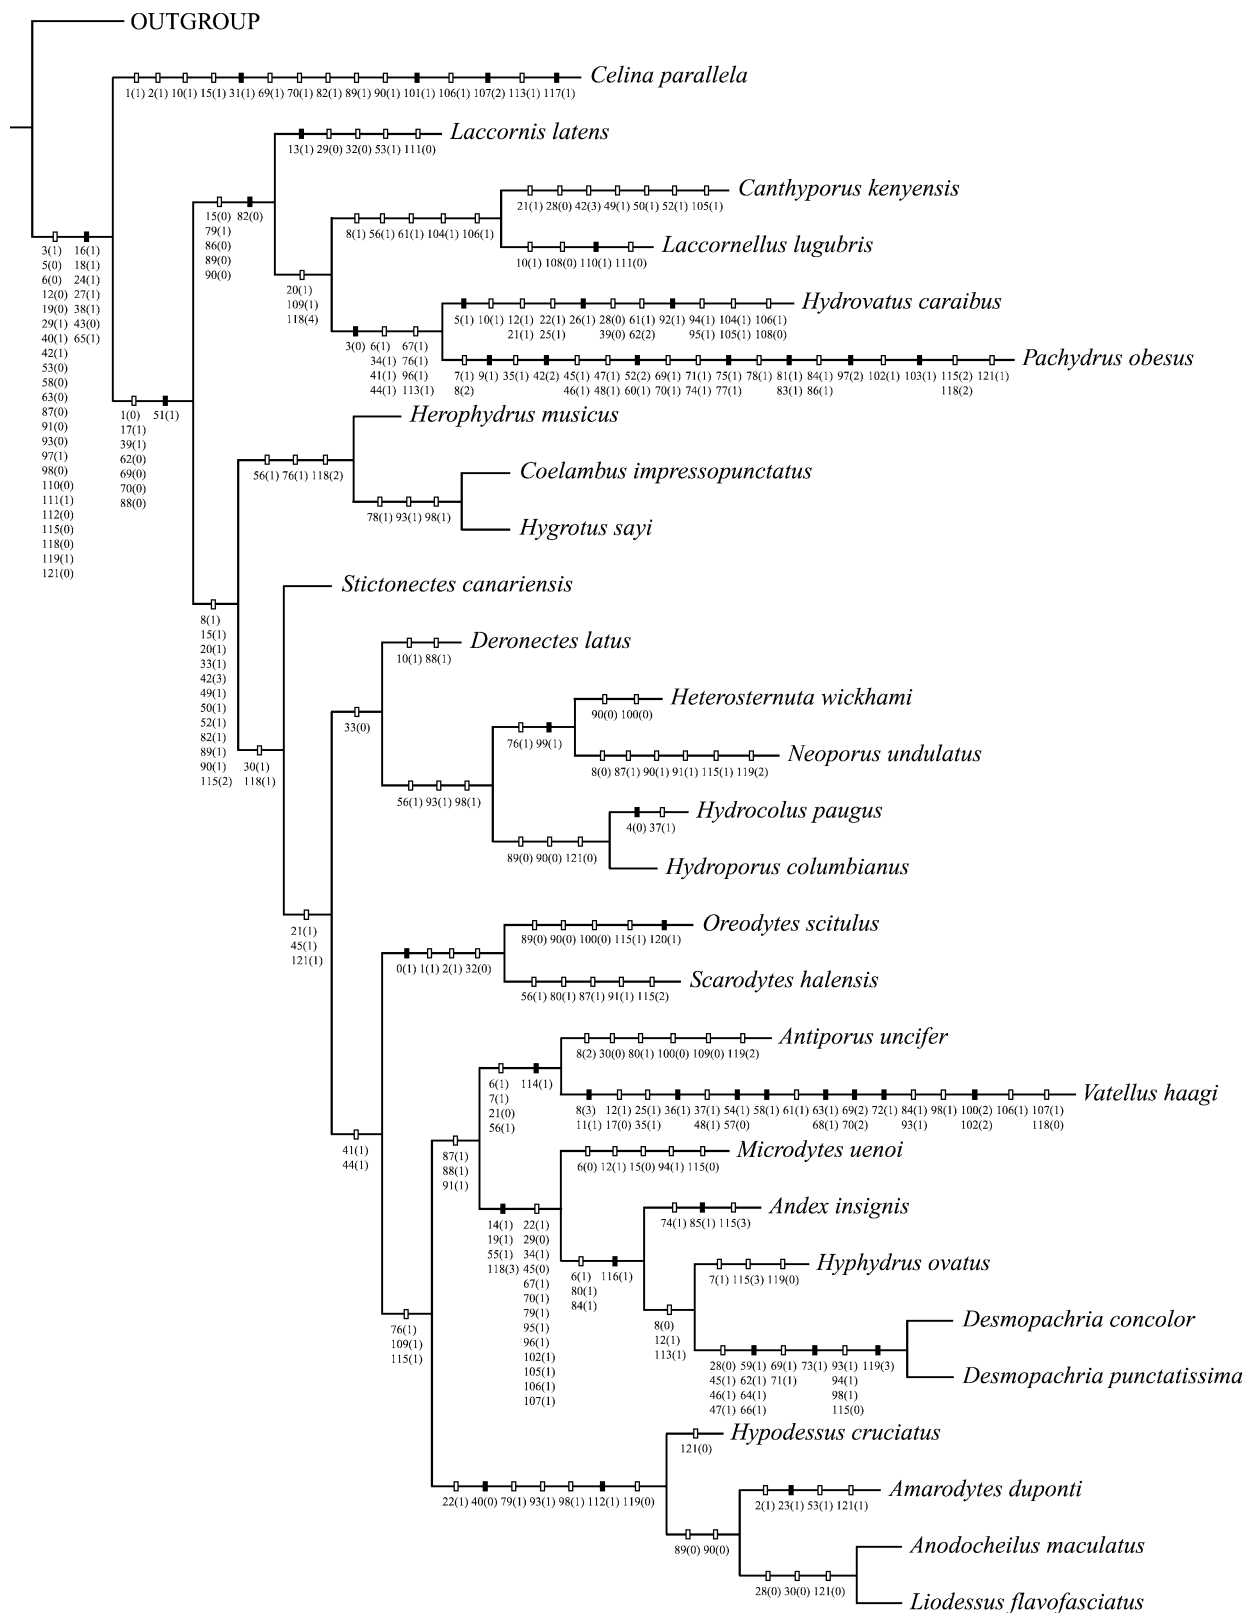 OUTGROUP
Celina parallela
1(1) 2(1) 10(1) 15(1) 31(1) 69(1) 70(1) 82(1) 89(1) 90(1) 101(1) 106(1) 107(2) 113(1) 117(1)
Laccornis latens
13(1) 29(0) 32(0) 53(1) 111(0)
Canthyporus kenyensis
21(1) 28(0) 42(3) 49(1) 50(1) 52(1) 105(1)
15(0) 82(0)
79(1)
86(0)
89(0)
90(0)
8(1) 56(1) 61(1) 104(1) 106(1)
Laccornellus lugubris
10(1) 108(0) 110(1) 111(0)
3(1) 16(1)
5(0) 18(1)
6(0) 24(1)
12(0) 27(1)
19(0) 38(1)
29(1) 43(0)
40(1) 65(1)
42(1)
53(0)
58(0)
63(0)
87(0)
91(0)
93(0)
97(1)
98(0)
110(0)
111(1)
112(0)
115(0)
118(0)
119(1)
121(0)
20(1)
109(1)
118(4)
Hydrovatus caraibus
5(1) 10(1) 12(1) 22(1) 26(1) 28(0) 61(1) 92(1) 94(1) 104(1) 106(1)
21(1) 25(1) 39(0) 62(2) 95(1) 105(1) 108(0)
3(0) 6(1) 67(1)
34(1) 76(1)
41(1) 96(1)
44(1) 113(1)
Pachydrus obesus
7(1) 9(1) 35(1) 42(2) 45(1) 47(1) 52(2) 69(1) 71(1) 75(1) 78(1) 81(1) 84(1) 97(2) 102(1) 103(1) 115(2) 121(1)
8(2) 46(1) 48(1) 60(1) 70(1) 74(1) 77(1) 83(1) 86(1) 118(2)
1(0) 51(1)
17(1)
39(1)
62(0)
69(0)
70(0)
88(0)
Herophydrus musicus
56(1) 76(1) 118(2)
Coelambus impressopunctatus
78(1) 93(1) 98(1)
Hygrotus sayi
Stictonectes canariensis
8(1)
15(1)
20(1)
33(1)
42(3)
49(1)
50(1)
52(1)
82(1)
89(1)
90(1)
115(2)
Deronectes latus
10(1) 88(1)
Heterosternuta wickhami
90(0) 100(0)
33(0)
76(1) 99(1)
Neoporus undulatus
8(0) 87(1) 90(1) 91(1) 115(1) 119(2)
30(1)
118(1)
56(1) 93(1) 98(1)
Hydrocolus paugus
4(0) 37(1)
89(0) 90(0) 121(0)
Hydroporus columbianus
21(1)
45(1)
121(1)
Oreodytes scitulus
89(0) 90(0) 100(0) 115(1) 120(1)
0(1) 1(1) 2(1) 32(0)
Scarodytes halensis
56(1) 80(1) 87(1) 91(1) 115(2)
Antiporus uncifer
8(2) 30(0) 80(1) 100(0) 109(0) 119(2)
6(1) 114(1)
7(1)
21(0)
56(1)
Vatellus haagi
8(3) 12(1) 25(1) 36(1) 37(1) 54(1) 58(1) 61(1) 63(1) 69(2) 72(1) 84(1) 98(1) 100(2) 106(1) 107(1)
11(1) 17(0) 35(1) 48(1) 57(0) 68(1) 70(2) 93(1) 102(2) 118(0)
41(1)
44(1)
87(1)
88(1)
91(1)
Microdytes uenoi
6(0) 12(1) 15(0) 94(1) 115(0)
Andex insignis
74(1) 85(1) 115(3)
14(1) 22(1)
19(1) 29(0)
55(1) 34(1)
118(3) 45(0)
67(1)
70(1)
79(1)
95(1)
96(1)
102(1)
105(1)
106(1)
107(1)
6(1) 116(1)
80(1)
84(1)
Hyphydrus ovatus
7(1) 115(3) 119(0)
8(0)
12(1)
113(1)
76(1)
109(1)
115(1)
Desmopachria concolor
28(0) 59(1) 69(1) 73(1) 93(1) 119(3)
45(1) 62(1) 71(1) 94(1)
46(1) 64(1) 98(1)
47(1) 66(1) 115(0)
Desmopachria punctatissima
Hypodessus cruciatus
121(0)
22(1) 40(0) 79(1) 93(1) 98(1) 112(1) 119(0)
Amarodytes duponti
2(1) 23(1) 53(1) 121(1)
89(0) 90(0)
Anodocheilus maculatus
28(0) 30(0) 121(0)
Liodessus flavofasciatus